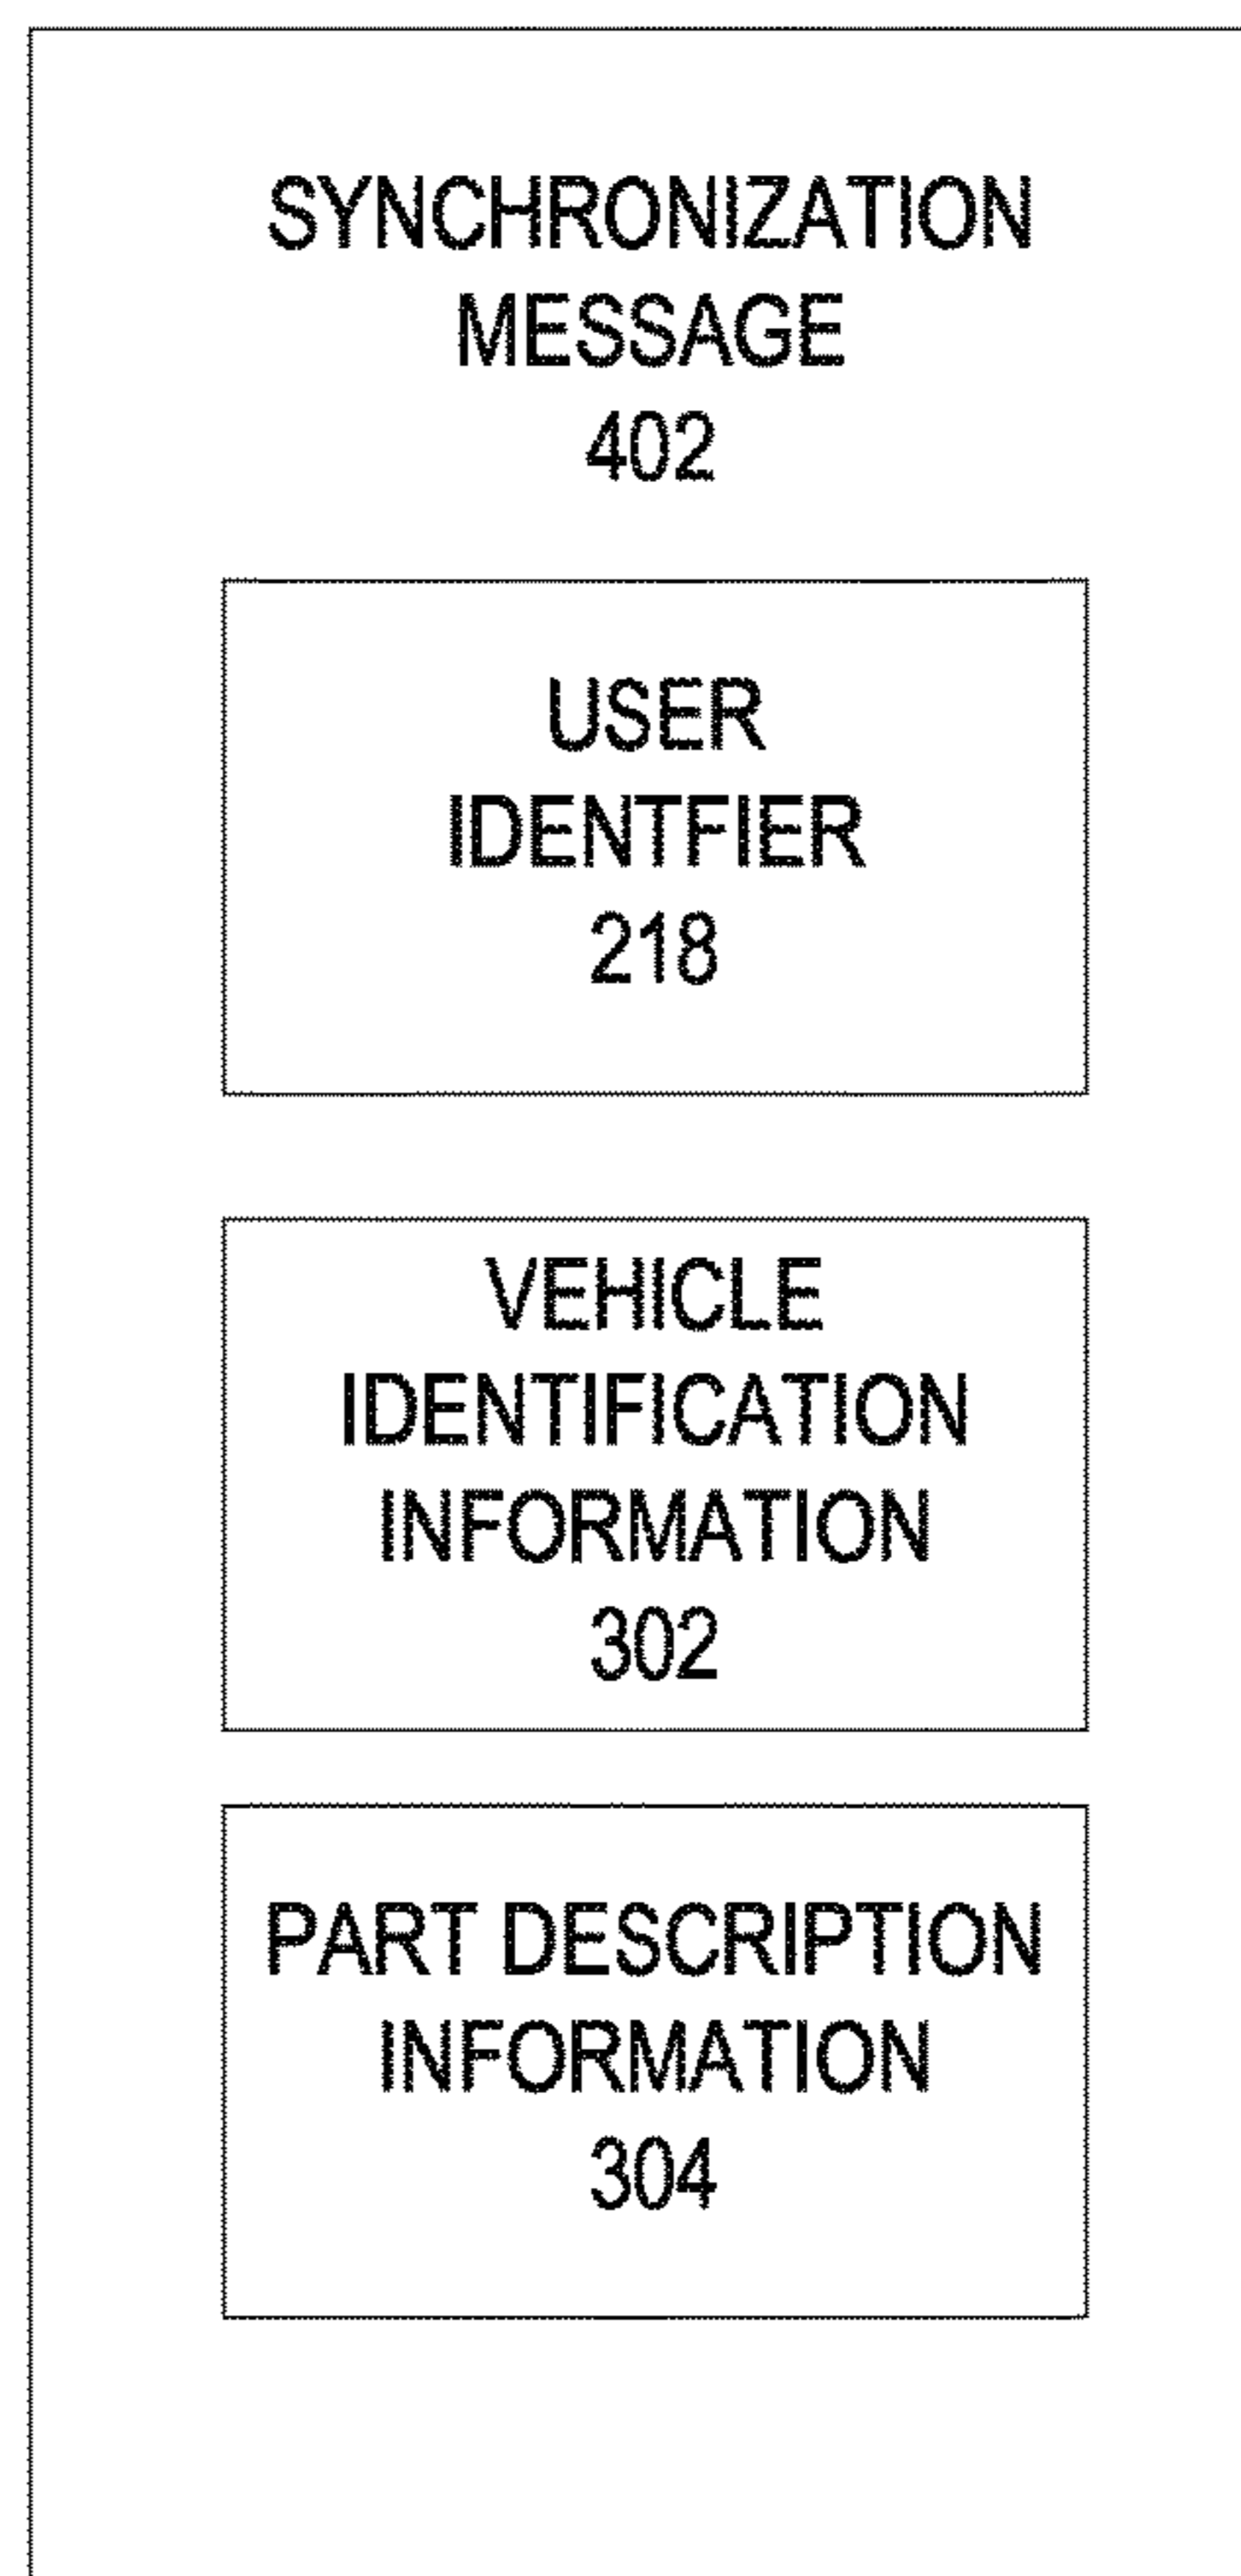 SYNCHRONIZATION
MESSAGE
402
USER
IDENTFIER
218
VEHICLE
IDENTIFICATION
INFORMATION
302
PART DESCRIPTION
INFORMATION
304